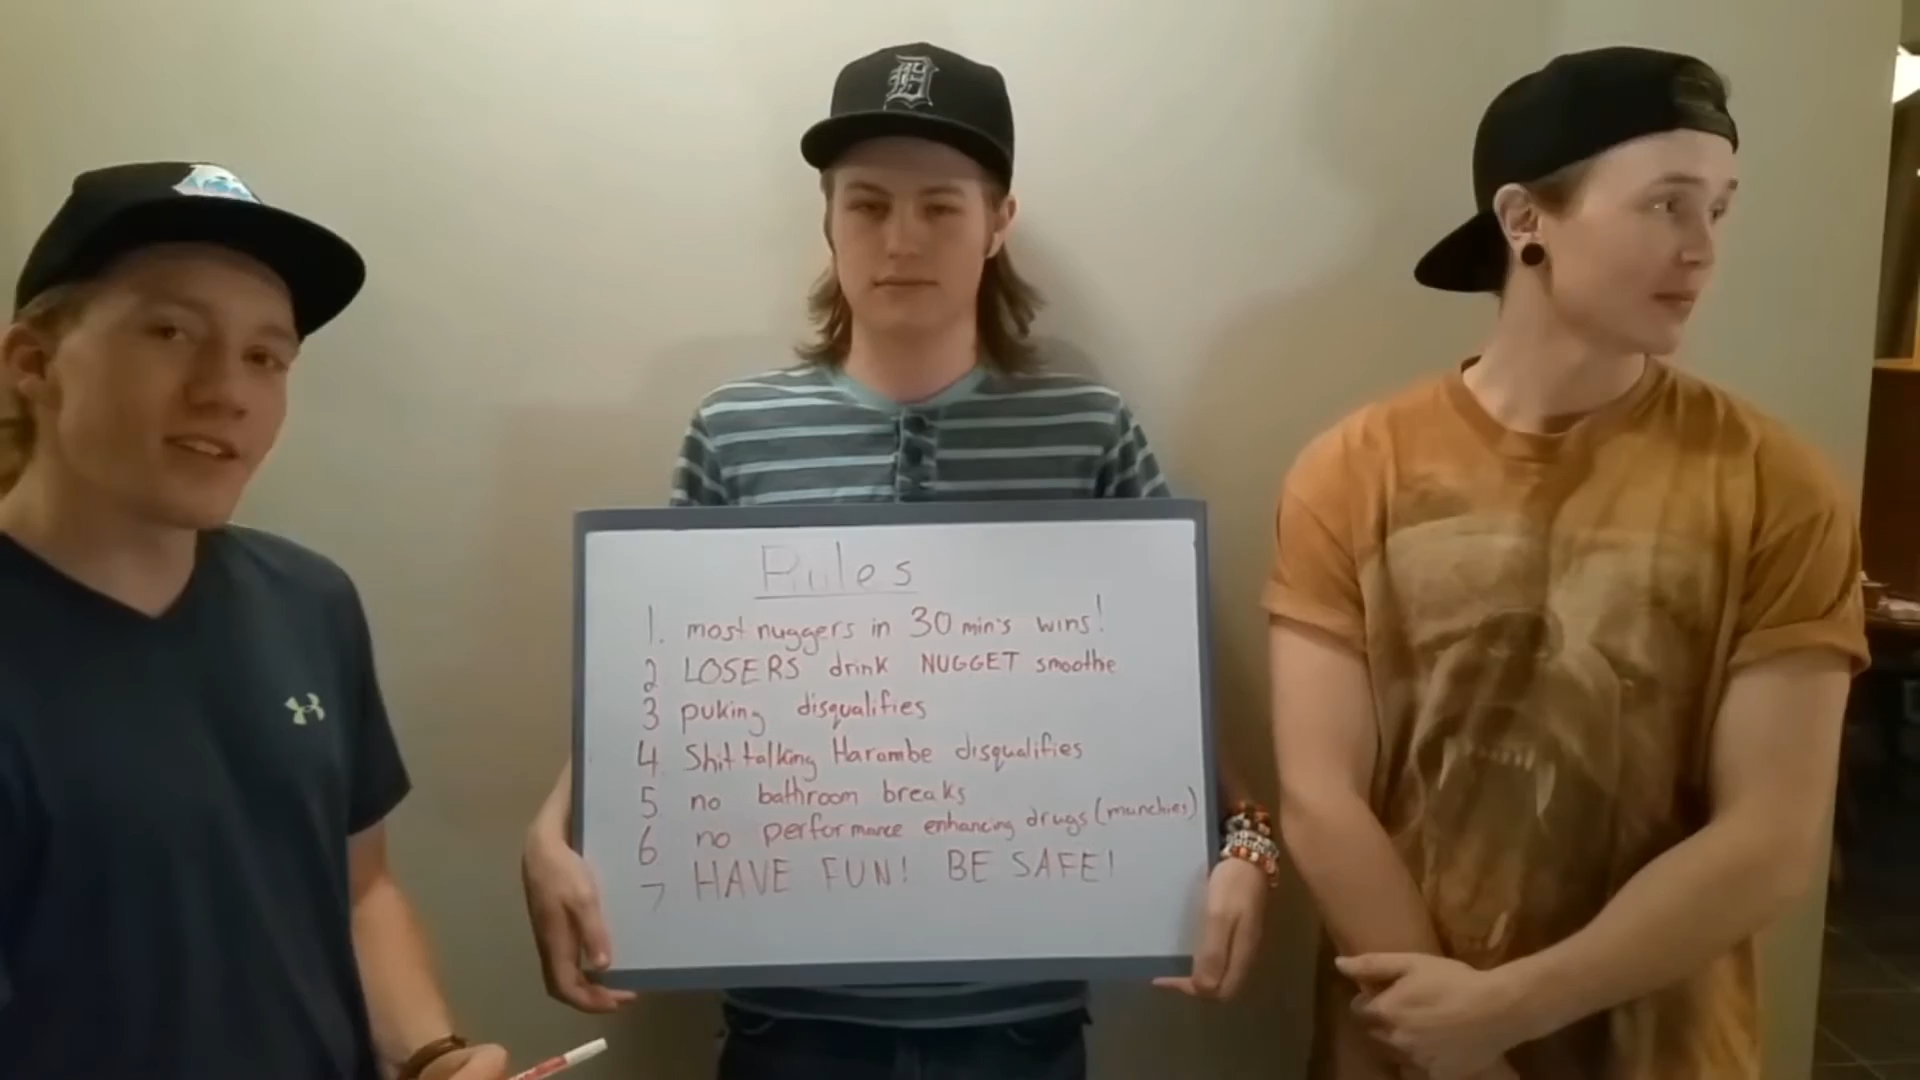 Rules
1. most nuggers in 30 min's wins!
2 LOSERS drink NUGGET smoothe
3 puking disqualifies
4 Shit talking Harambe disqualifies
5 no bathroom breaks
6 no performance enhancing drugs (munchies)
7 HAVE FUN! BE SAFE!